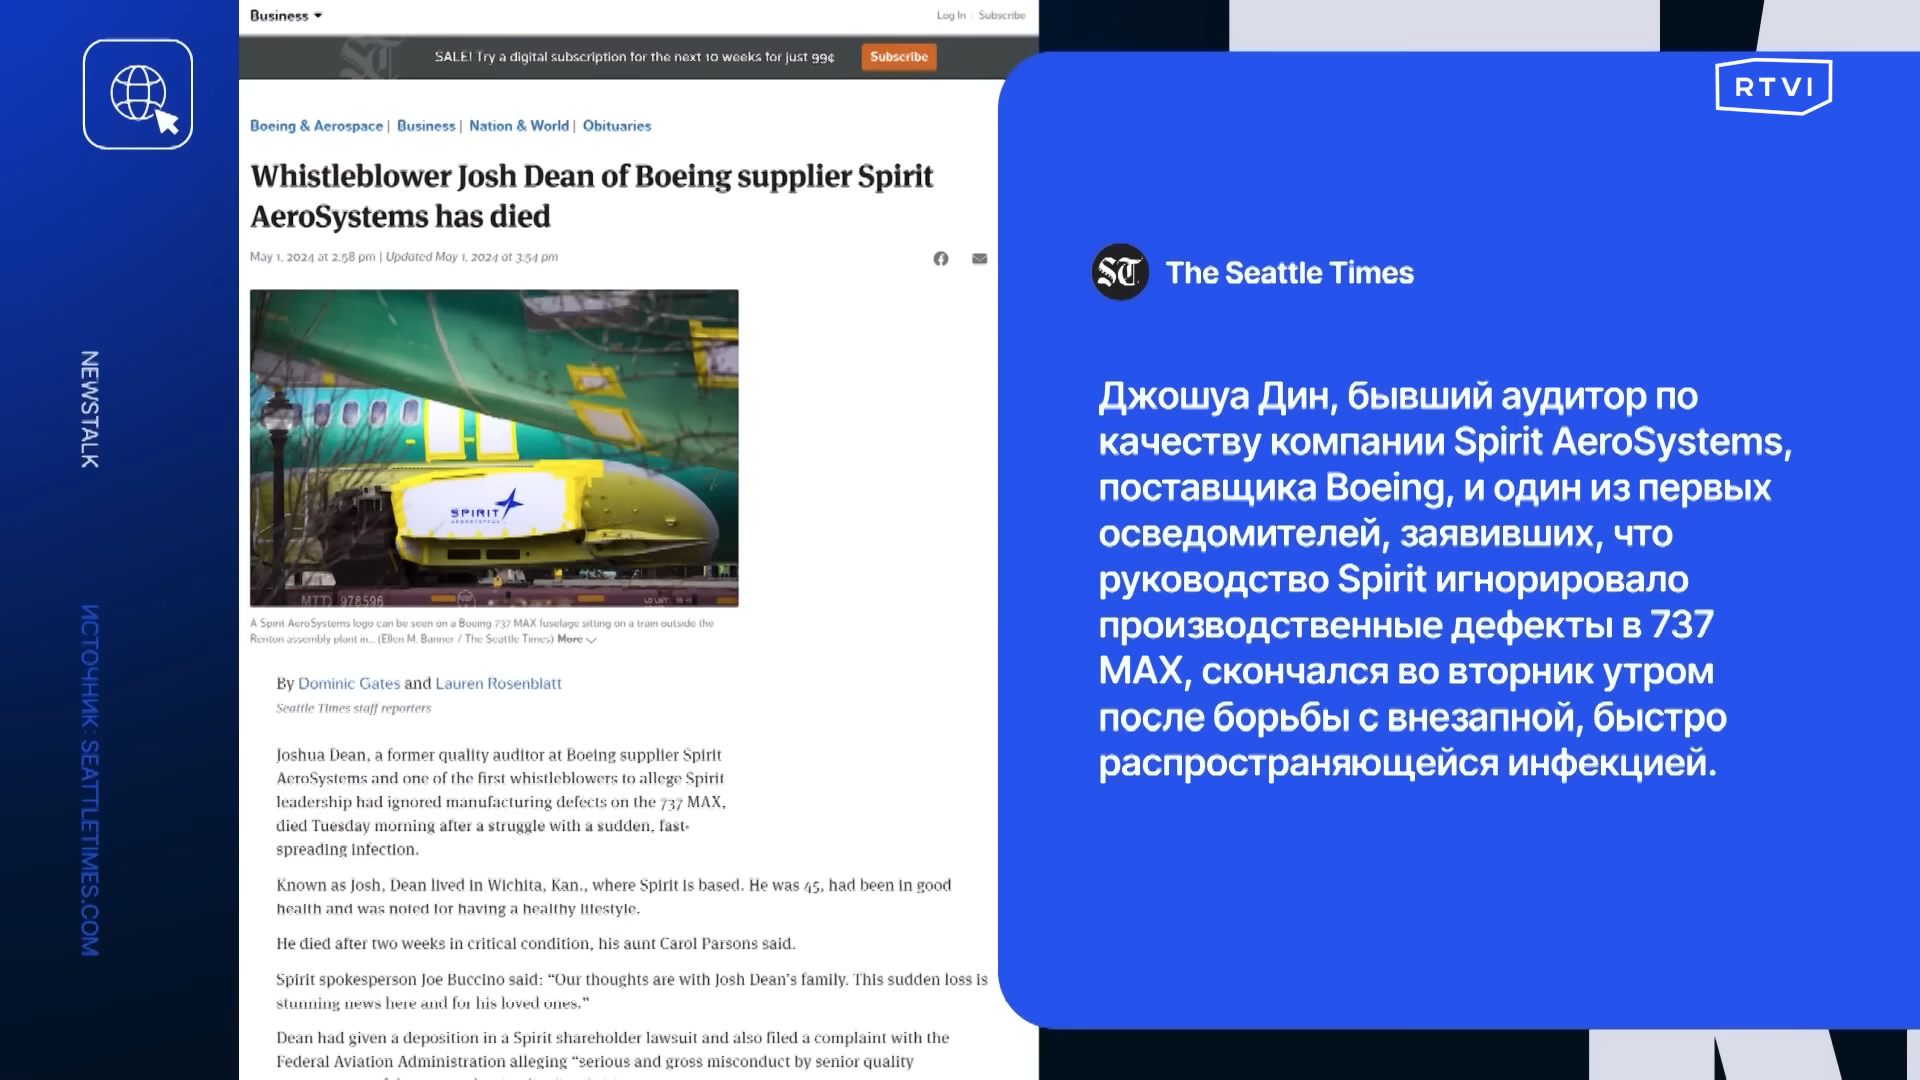 Business
Log In | Subscribe
SALE! Try a digital subscription for the next 10 weeks for just 99¢
Subscribe
Boeing & Aerospace | Business | Nation & World | Obituaries
Whistleblower Josh Dean of Boeing supplier Spirit
AeroSystems has died
May 1, 2024 at 2:58 pm | Updated May 1, 2024 at 3:54 pm
SPIRIT
AEROSYSTEMS
MTTX 978596
A Spirit AeroSystems logo can be seen on a Boeing 737 MAX fuselage sitting on a train outside the
Renton assembly plant in... (Ellen M. Banner / The Seattle Times) More
By Dominic Gates and Lauren Rosenblatt
Seattle Times staff reporters
Joshua Dean, a former quality auditor at Boeing supplier Spirit
AeroSystems and one of the first whistleblowers to allege Spirit
leadership had ignored manufacturing defects on the 737 MAX,
died Tuesday morning after a struggle with a sudden, fast-
spreading infection.
Known as Josh, Dean lived in Wichita, Kan., where Spirit is based. He was 45, had been in good
health and was noted for having a healthy lifestyle.
He died after two weeks in critical condition, his aunt Carol Parsons said.
Spirit spokesperson Joe Buccino said: “Our thoughts are with Josh Dean’s family. This sudden loss is
stunning news here and for his loved ones.”
Dean had given a deposition in a Spirit shareholder lawsuit and also filed a complaint with the
Federal Aviation Administration alleging “serious and gross misconduct by senior quality
NEWSTALK
ИСТОЧНИК: SEATTLETIMES.COM
RTVI
ST
The Seattle Times
Джошуа Дин, бывший аудитор по
качеству компании Spirit AeroSystems,
поставщика Boeing, и один из первых
осведомителей, заявивших, что
руководство Spirit игнорировало
производственные дефекты в 737
MAX, скончался во вторник утром
после борьбы с внезапной, быстро
распространяющейся инфекцией.